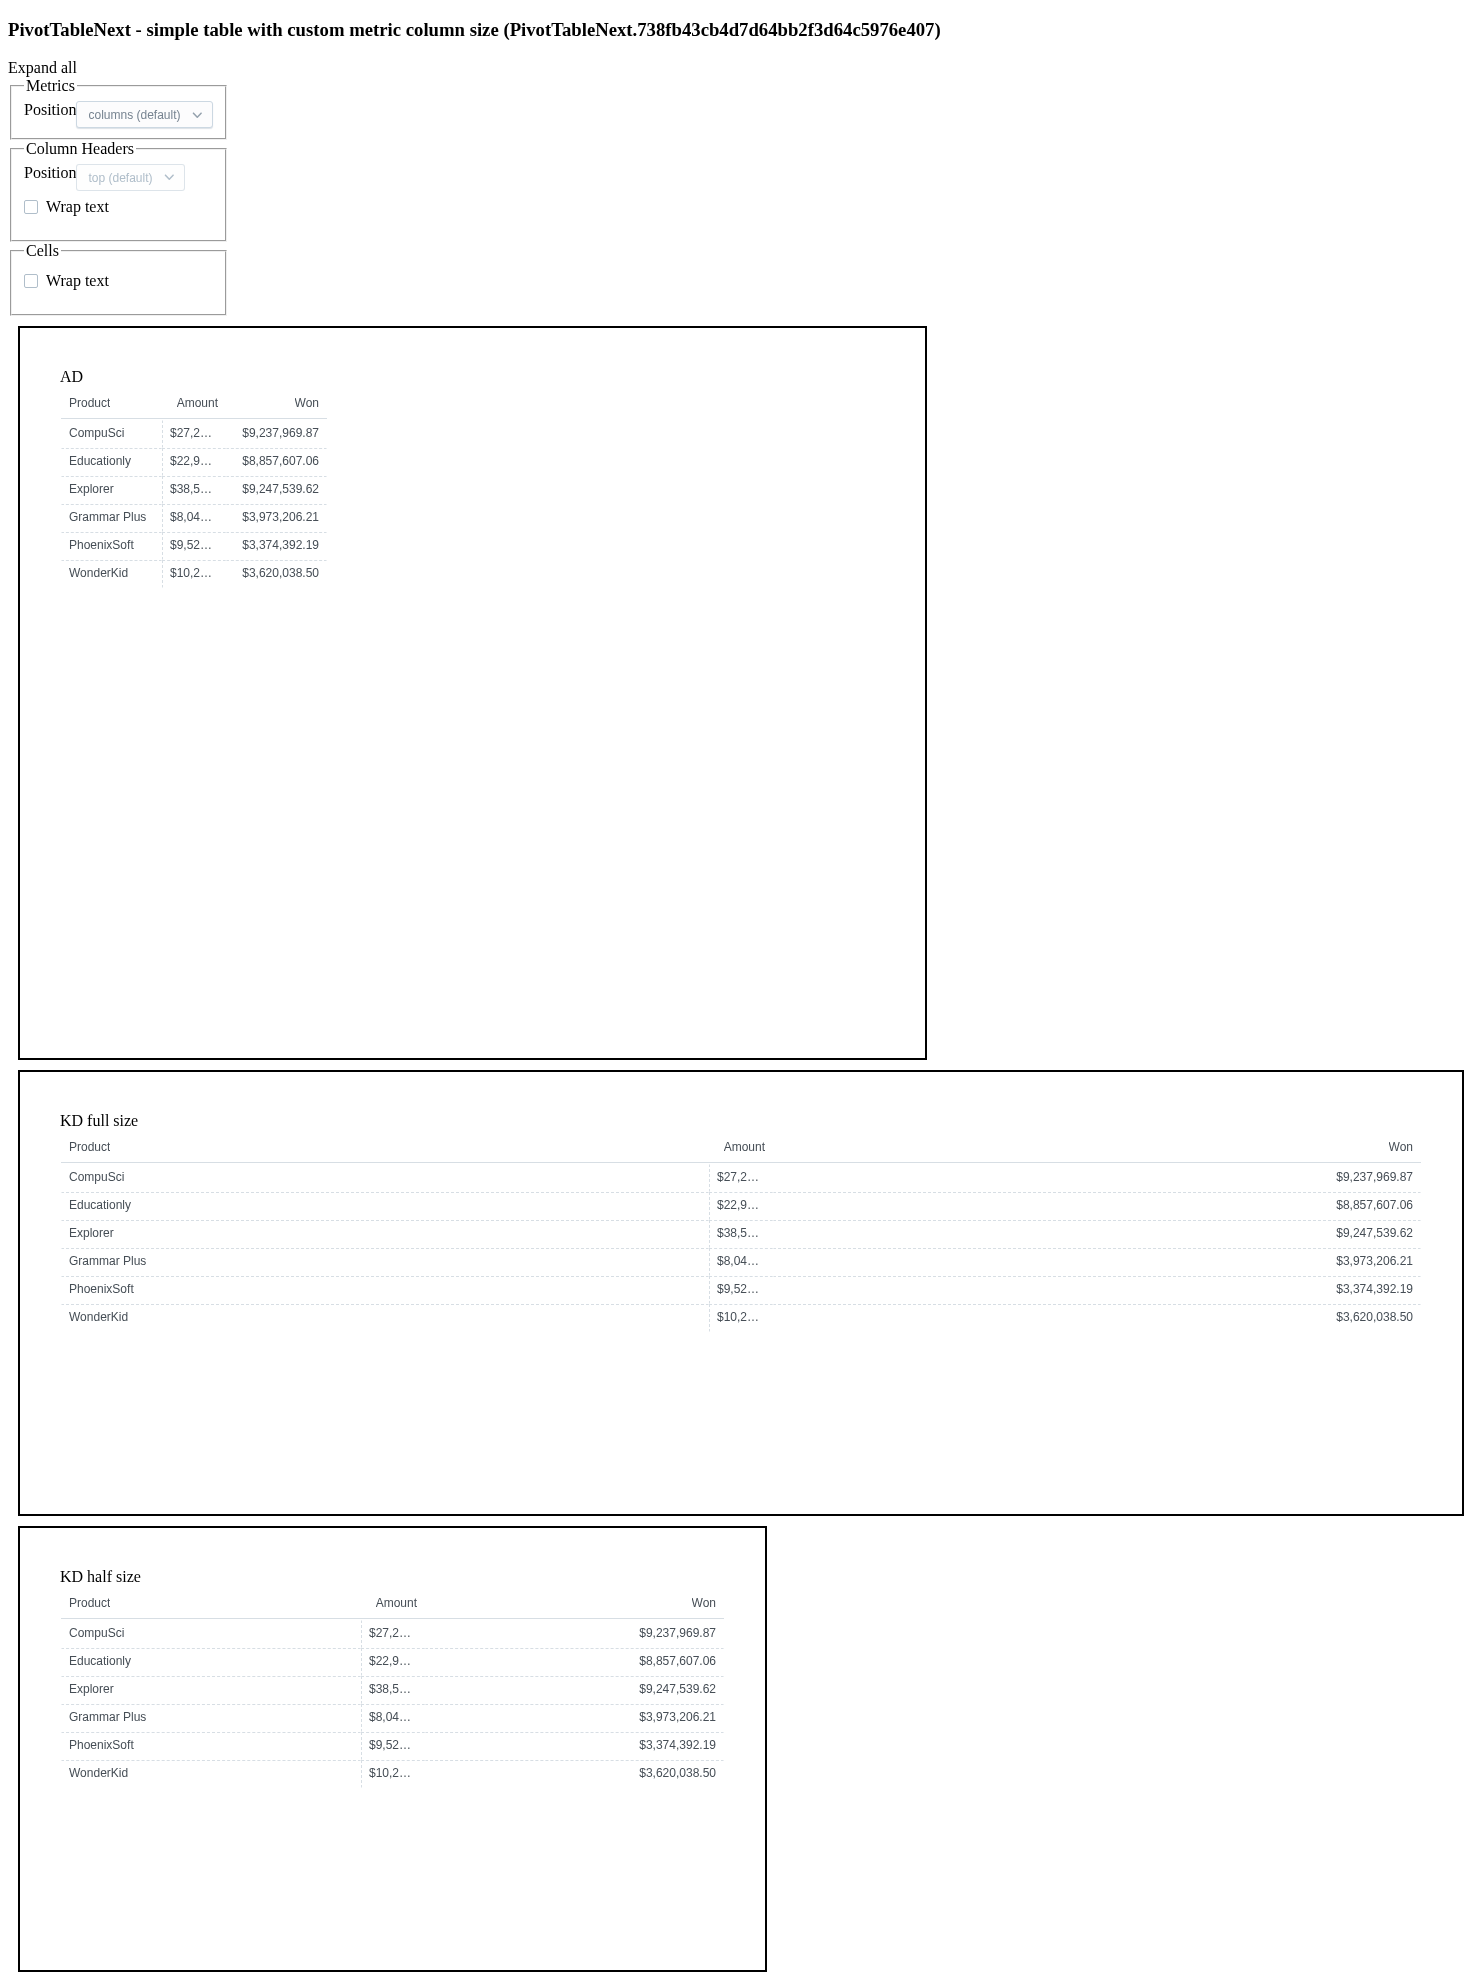 PivotTableNext - simple table with custom metric column size (PivotTableNext.738fb43cb4d7d64bb2f3d64c5976e407)
Expand all
Metrics
Position columns (default)
Column Headers
Position top (default)
Wrap text
Cells
Wrap text
AD
Product Amount Won
CompuSci $27,2… $9,237,969.87
Educationly $22,9… $8,857,607.06
Explorer $38,5… $9,247,539.62
Grammar Plus $8,04… $3,973,206.21
PhoenixSoft $9,52… $3,374,392.19
WonderKid $10,2… $3,620,038.50
KD full size
Product Amount Won
CompuSci $27,2… $9,237,969.87
Educationly $22,9… $8,857,607.06
Explorer $38,5… $9,247,539.62
Grammar Plus $8,04… $3,973,206.21
PhoenixSoft $9,52… $3,374,392.19
WonderKid $10,2… $3,620,038.50
KD half size
Product Amount Won
CompuSci $27,2… $9,237,969.87
Educationly $22,9… $8,857,607.06
Explorer $38,5… $9,247,539.62
Grammar Plus $8,04… $3,973,206.21
PhoenixSoft $9,52… $3,374,392.19
WonderKid $10,2… $3,620,038.50